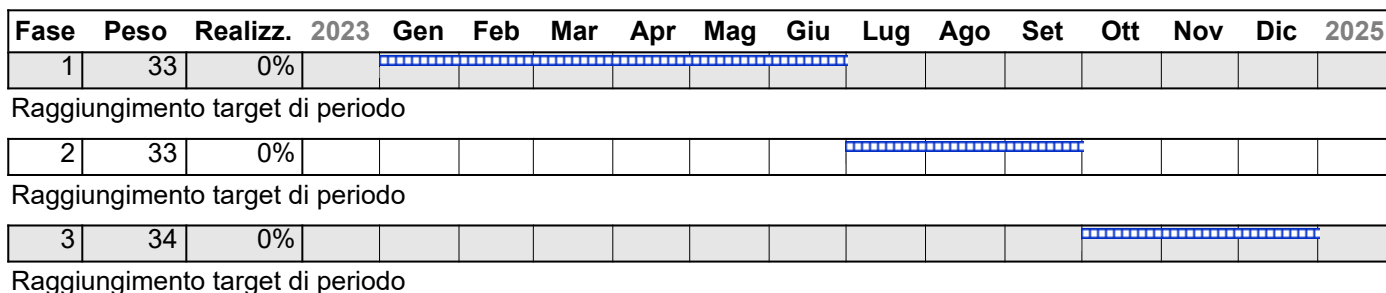 Fase Peso Realizz. 2023 Gen Feb Mar Apr Mag Giu Lug Ago Set Ott Nov Dic 2025
1 33 0%
Raggiungimento target di periodo
2 33 0%
Raggiungimento target di periodo
3 34 0%
Raggiungimento target di periodo